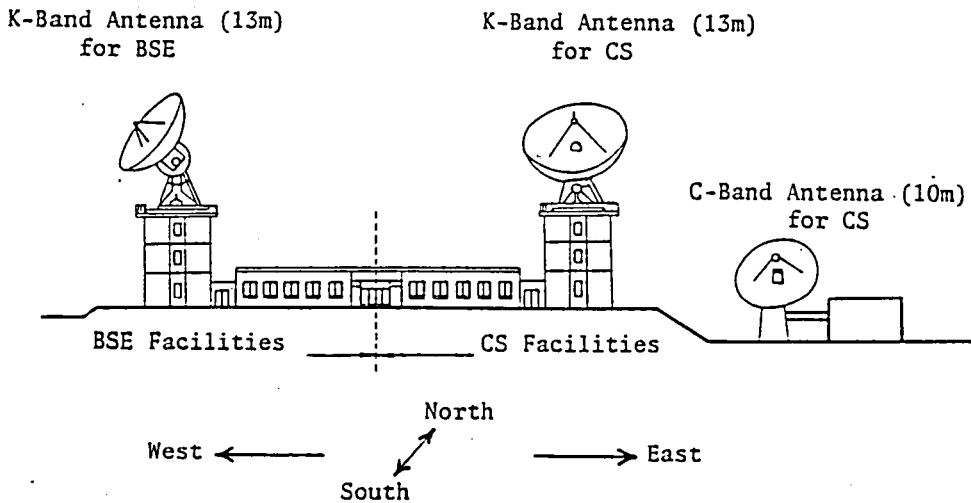 K-Band Antenna (13m)
for BSE
K-Band Antenna (13m)
for CS
C-Band Antenna (10m)
for CS
BSE Facilities
CS Facilities
North
West
East
South